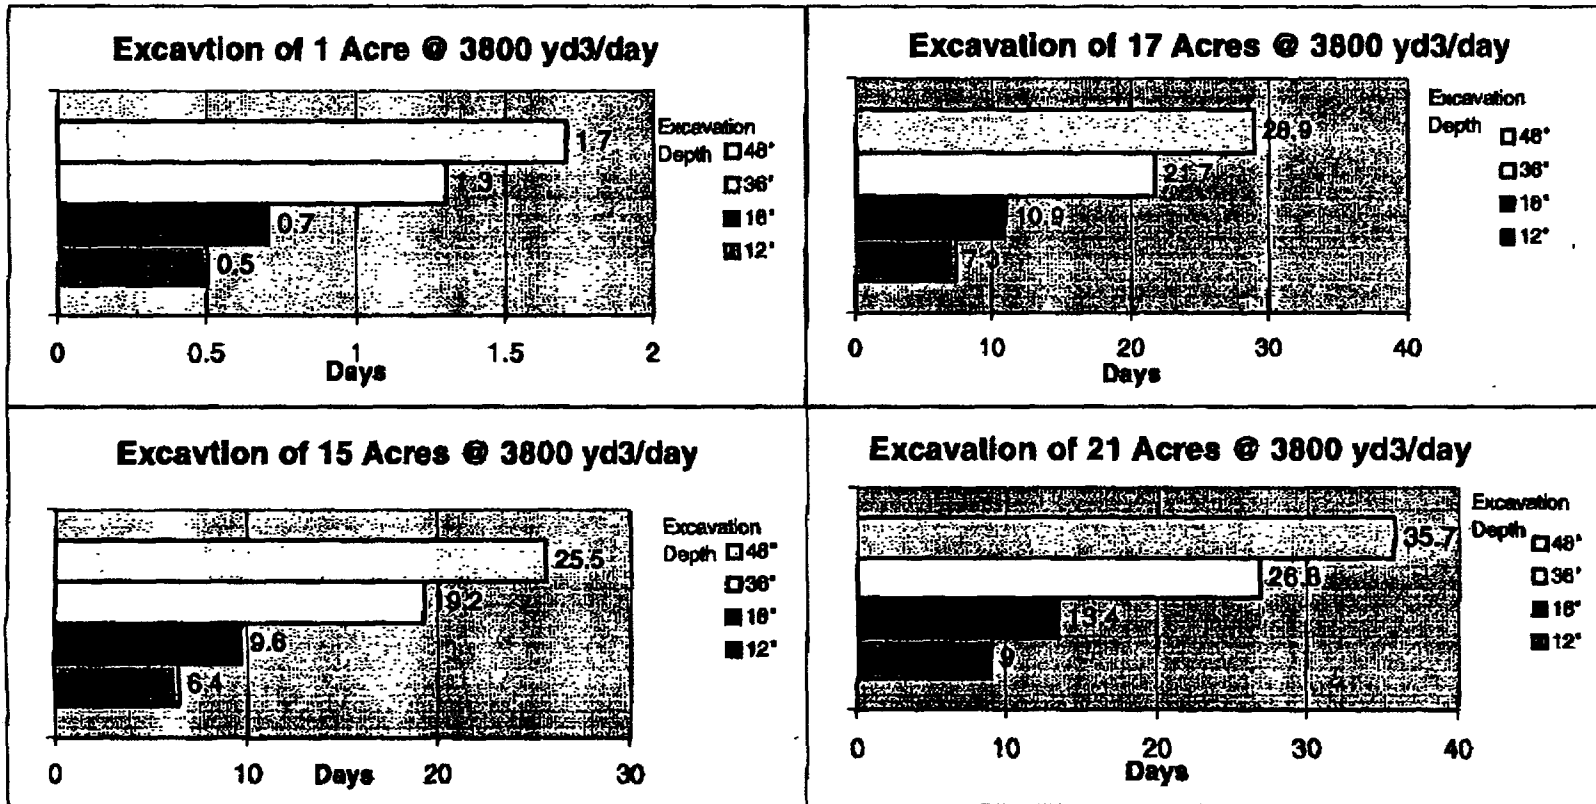 Excavtion of 1 Acre @ 3800 yd3/day
Excavation
Depth
48"
36"
18"
12"
1.7
1.3
0.7
0.5
0 0.5 1 1.5 2
Days
Excavation of 17 Acres @ 3800 yd3/day
Excavation
Depth
48"
36"
18"
12"
28.9
21.7
10.9
7.3
0 10 20 30 40
Days
Excavtion of 15 Acres @ 3800 yd3/day
Excavation
Depth
48"
36"
18"
12"
25.5
19.2
9.6
6.4
0 10 20 30
Days
Excavation of 21 Acres @ 3800 yd3/day
Excavation
Depth
48"
36"
18"
12"
35.7
26.8
13.4
9
0 10 20 30 40
Days